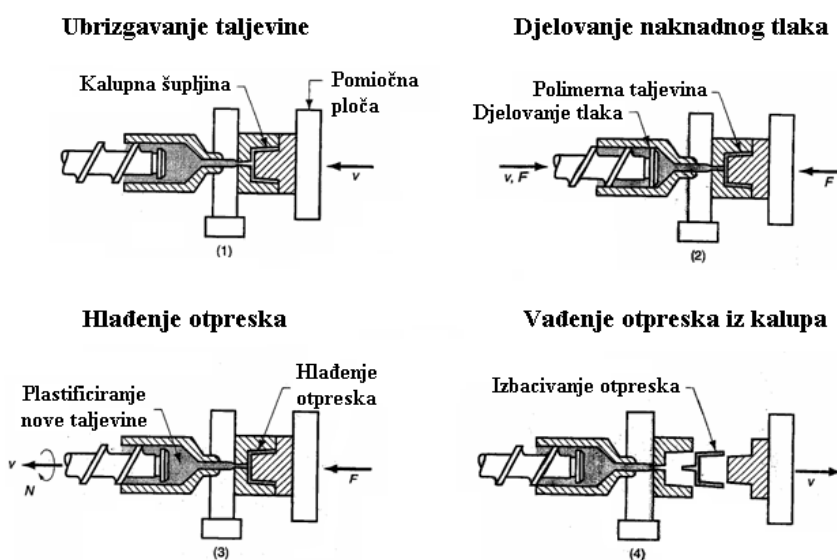 Ubrizgavanje taljevine
Kalupna šupljina
Pomiočna
ploča
v
(1)
Djelovanje naknadnog tlaka
Polimerna taljevina
Djelovanje tlaka
v, F
F
(2)
Hlađenje otpreska
Plastificiranje
nove taljevine
Hlađenje
otpreska
v
N
F
(3)
Vađenje otpreska iz kalupa
Izbacivanje otpreska
v
(4)